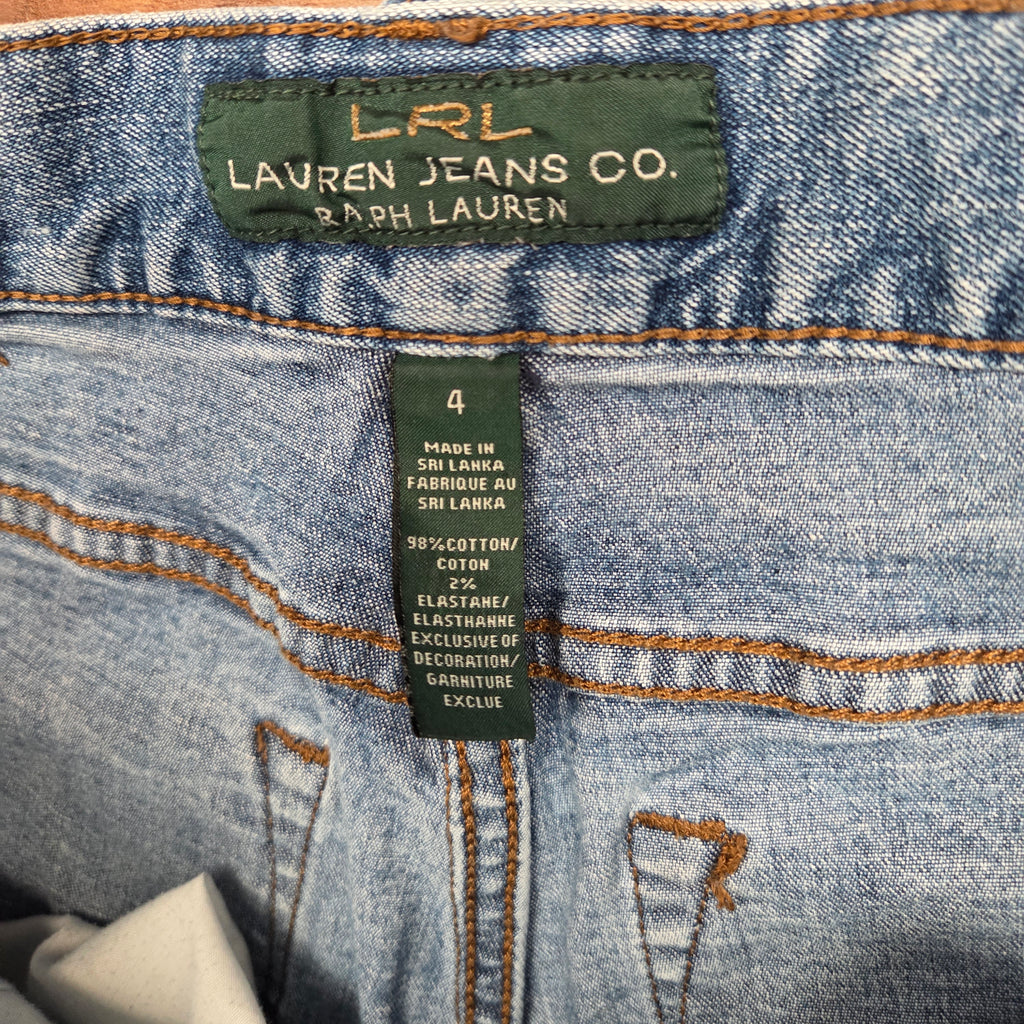 LRL
LAUREN JEANS CO.
RALPH LAUREN
4
MADE IN
SRI LANKA
FABRIQUE AU
SRI LANKA
98% COTTON/
COTON
2%
ELASTANE/
ELASTHANNE
EXCLUSIVE OF
DECORATION/
GARNITURE
EXCLUE